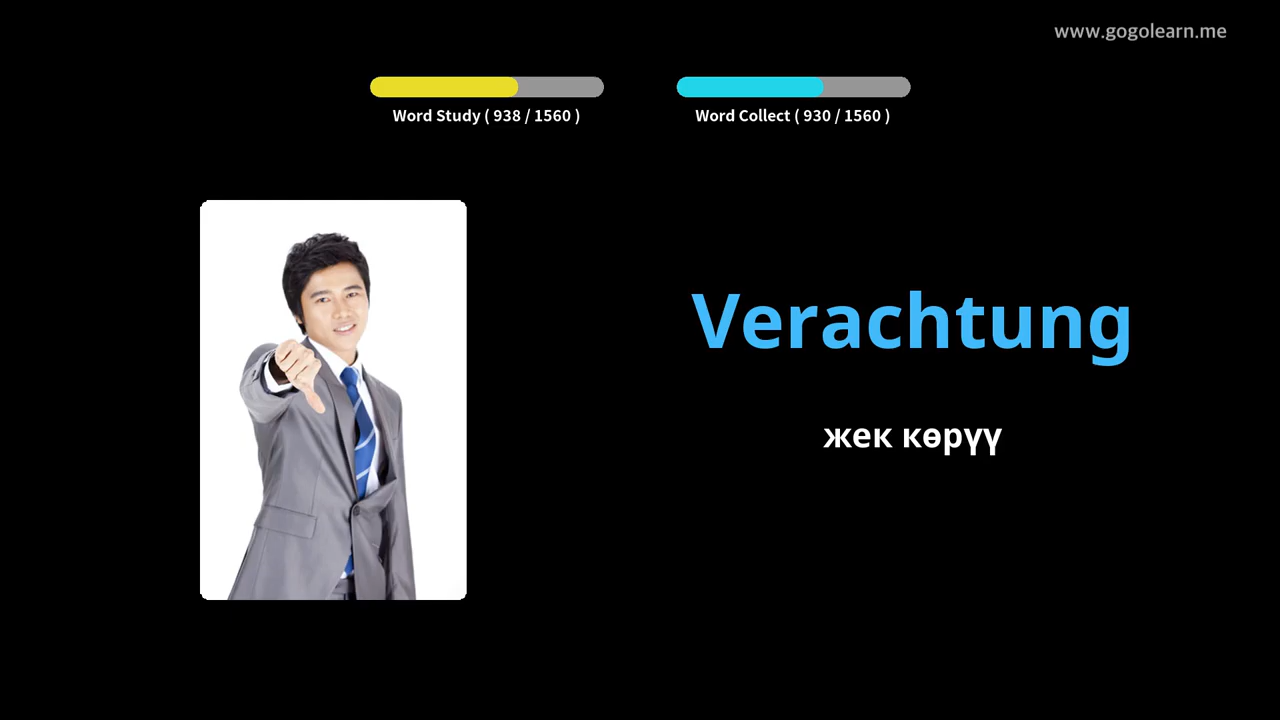 www.gogolearn.me
Word Study ( 938 / 1560 )
Word Collect ( 930 / 1560 )
Verachtung
жек көрүү